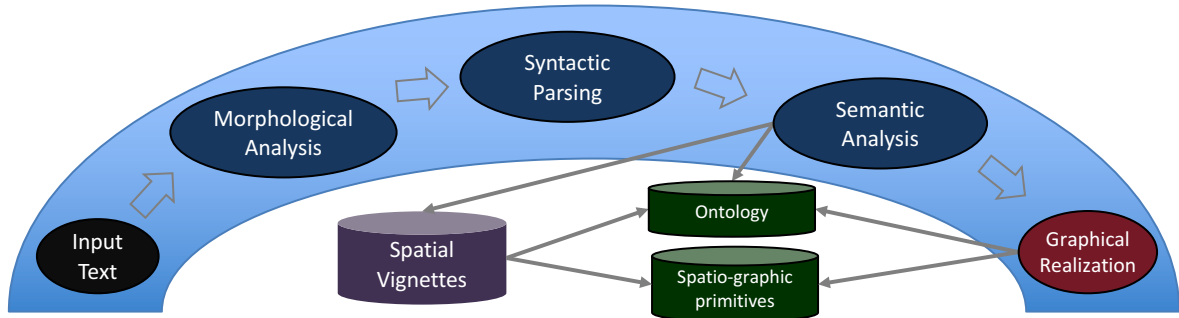 Input
Text
Morphological
Analysis
Syntactic
Parsing
Semantic
Analysis
Graphical
Realization
Spatial
Vignettes
Ontology
Spatio-graphic
primitives